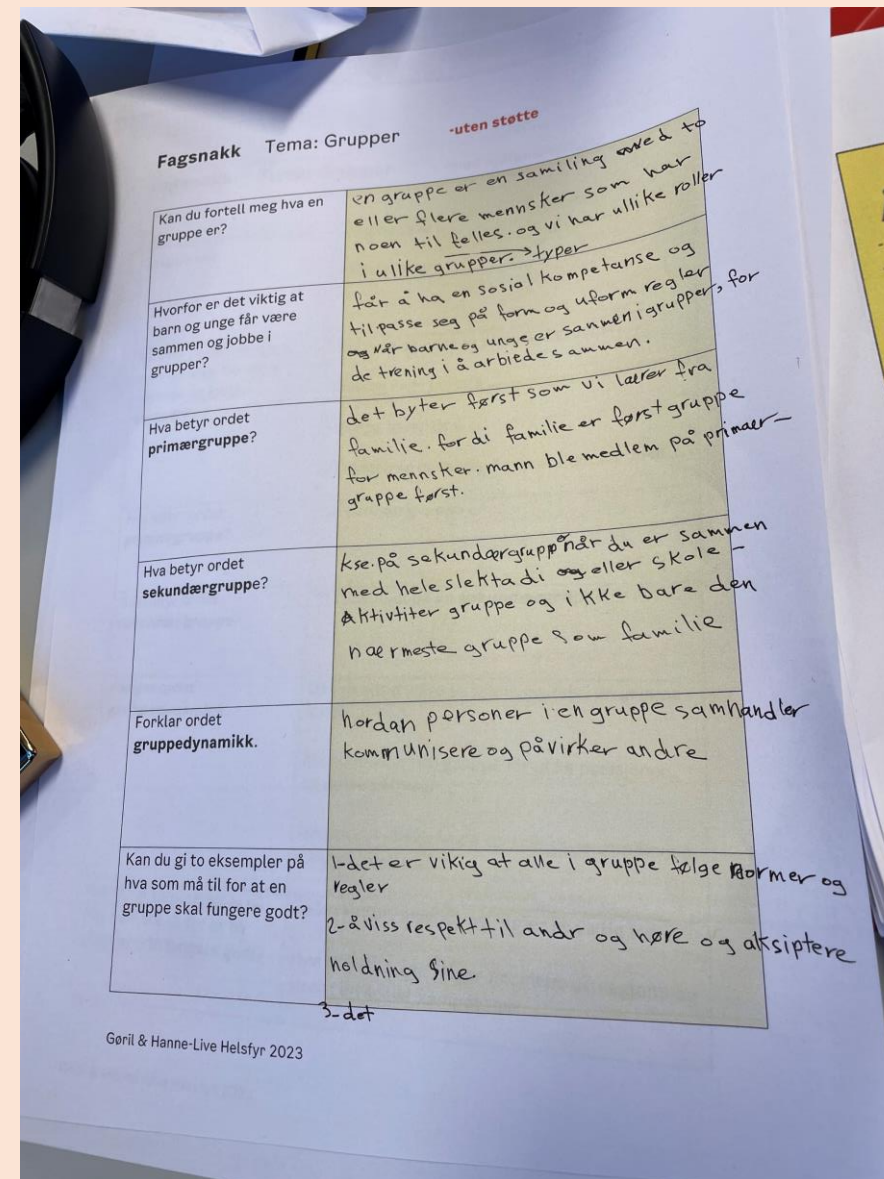 Fagsnakk Tema: Grupper -uten støtte
Kan du fortell meg hva en
gruppe er?
en gruppe er en samiling med to
eller flere mennsker som har
noen til felles. og vi har ullike roller
i ulike grupper. → typer
Hvorfor er det viktig at
barn og unge får være
sammen og jobbe i
grupper?
får å ha en sosial kompetanse og
tilpasse seg på form og uform regler
og når barne og unge er sammen i grupper, for
de trening i å arbiede sammen.
Hva betyr ordet
primærgruppe?
det byter først som vi lærer fra
familie. for di familie er først gruppe
for mennsker. mann ble medlem på primær-
gruppe først.
Hva betyr ordet
sekundærgruppe?
kse. på sekundærgrupp når du er sammen
med hele slekta di og eller skole -
Aktivtiter gruppe og ikke bare den
nærmeste gruppe som familie
Forklar ordet
gruppedynamikk.
hordan personer i en gruppe samhandler
kommunisere og påvirker andre
Kan du gi to eksempler på
hva som må til for at en
gruppe skal fungere godt?
1-det er vikig at alle i gruppe følge normer og
regler
2-å viss respekt til andr og høre og aksiptere
holdning sine.
3-det
Gøril & Hanne-Live Helsfyr 2023